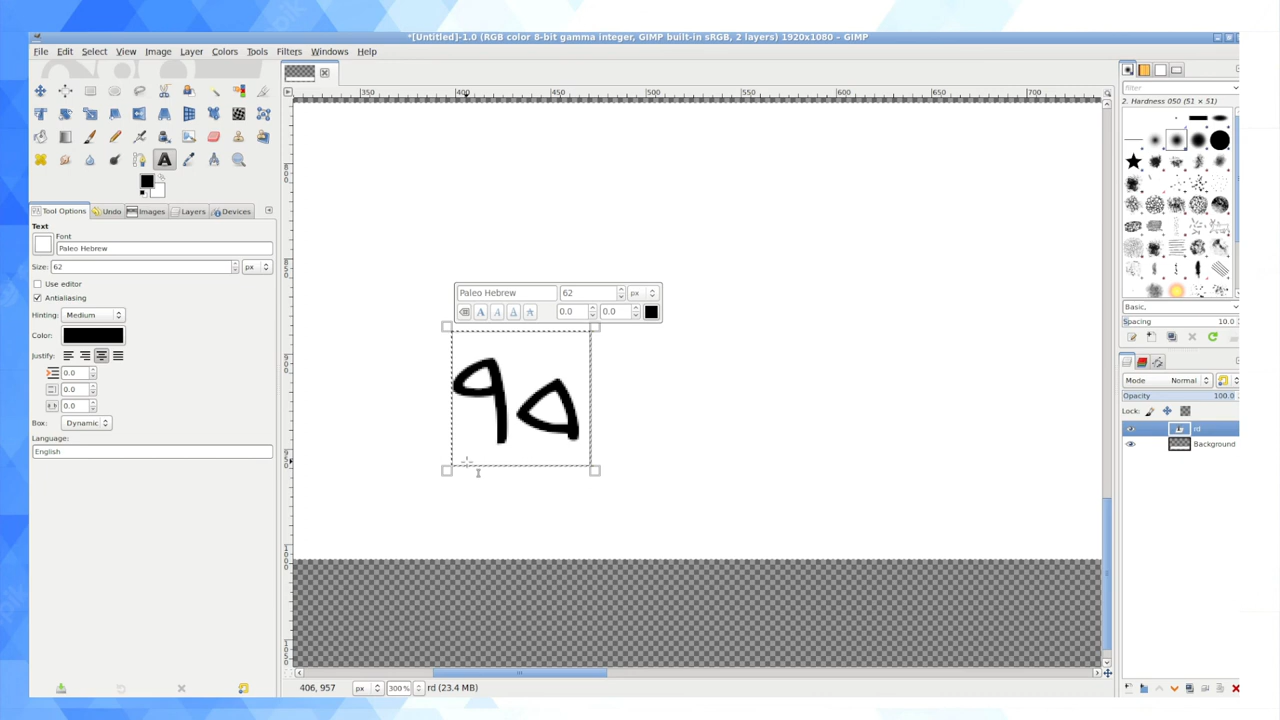 *[Untitled]-1.0 (RGB color 8-bit gamma integer, GIMP built-in sRGB, 2 layers) 1920x1080 – GIMP
File Edit Select View Image Layer Colors Tools Filters Windows Help
350 400 450 500 550 600 650 700
filter
2. Hardness 050 (51 × 51)
Tool Options Undo Images Layers Devices
Text
Font
Paleo Hebrew
Size: 62 px
Use editor
Antialiasing
Hinting: Medium
Color:
Justify:
0.0
0.0
0.0
Box: Dynamic
Language:
English
Paleo Hebrew 62 px
0.0 0.0
𐤓𐤃
Basic,
Spacing 10.0
Mode Normal
Opacity 100.0
Lock:
rd
Background
406, 957 px 300% rd (23.4 MB)